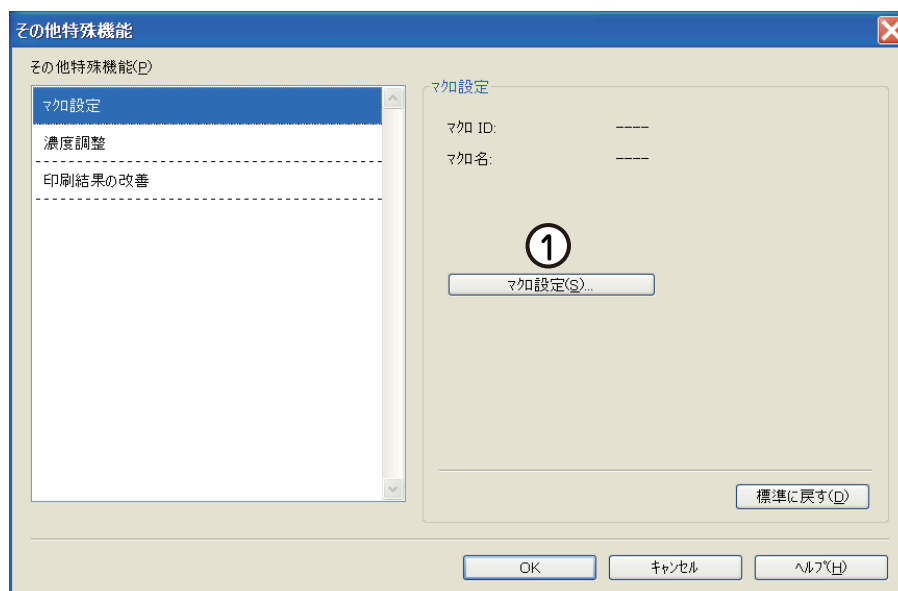 その他特殊機能
その他特殊機能(P)
マクロ設定
濃度調整
印刷結果の改善
マクロ設定
マクロ ID: ----
マクロ名: ----
①
マクロ設定(S)...
標準に戻す(D)
OK キャンセル ヘルプ(H)